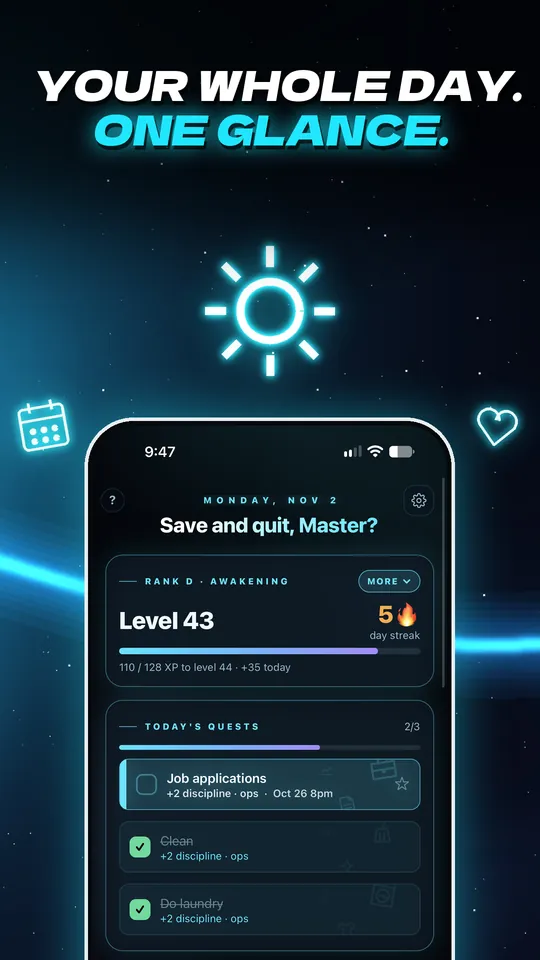 YOUR WHOLE DAY.
ONE GLANCE.
9:47
?
MONDAY, NOV 2
Save and quit, Master?
RANK D · AWAKENING
MORE
Level 43
5🔥
day streak
110 / 128 XP to level 44 · +35 today
TODAY'S QUESTS
2/3
Job applications
+2 discipline · ops · Oct 26 8pm
Clean
+2 discipline · ops
Do laundry
+2 discipline · ops